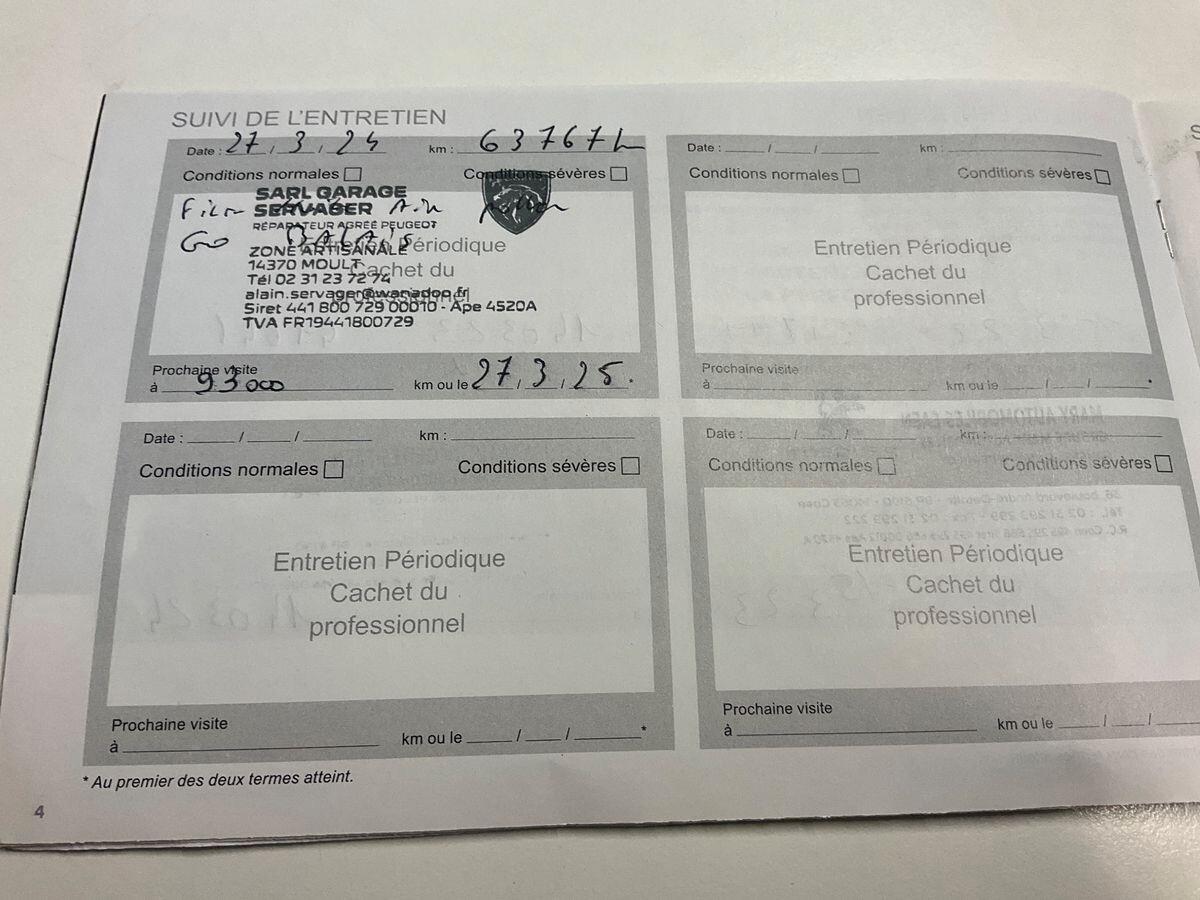 SUIVI DE L'ENTRETIEN
Date : 27, 3, 24 km : 63767
Conditions normales Conditions sévères
SARL GARAGE
SERVAGER
RÉPARATEUR AGRÉÉ PEUGEOT
ZONE ARTISANALE
14370 MOULT
Tél 02 31 23 72 74
alain.servager@wanadoo.fr
Siret 441 800 729 00010 - Ape 4520A
TVA FR19441800729
Entretien Périodique
Cachet du
professionnel
Prochaine visite
à 93000 km ou le 27, 3, 25.
Date : / / km :
Conditions normales Conditions sévères
Entretien Périodique
Cachet du
professionnel
Prochaine visite
à km ou le / / *
Date : / / km :
Conditions normales Conditions sévères
Entretien Périodique
Cachet du
professionnel
Prochaine visite
à km ou le / / *
Date : / / km :
Conditions normales Conditions sévères
Entretien Périodique
Cachet du
professionnel
Prochaine visite
à km ou le / /
* Au premier des deux termes atteint.
4